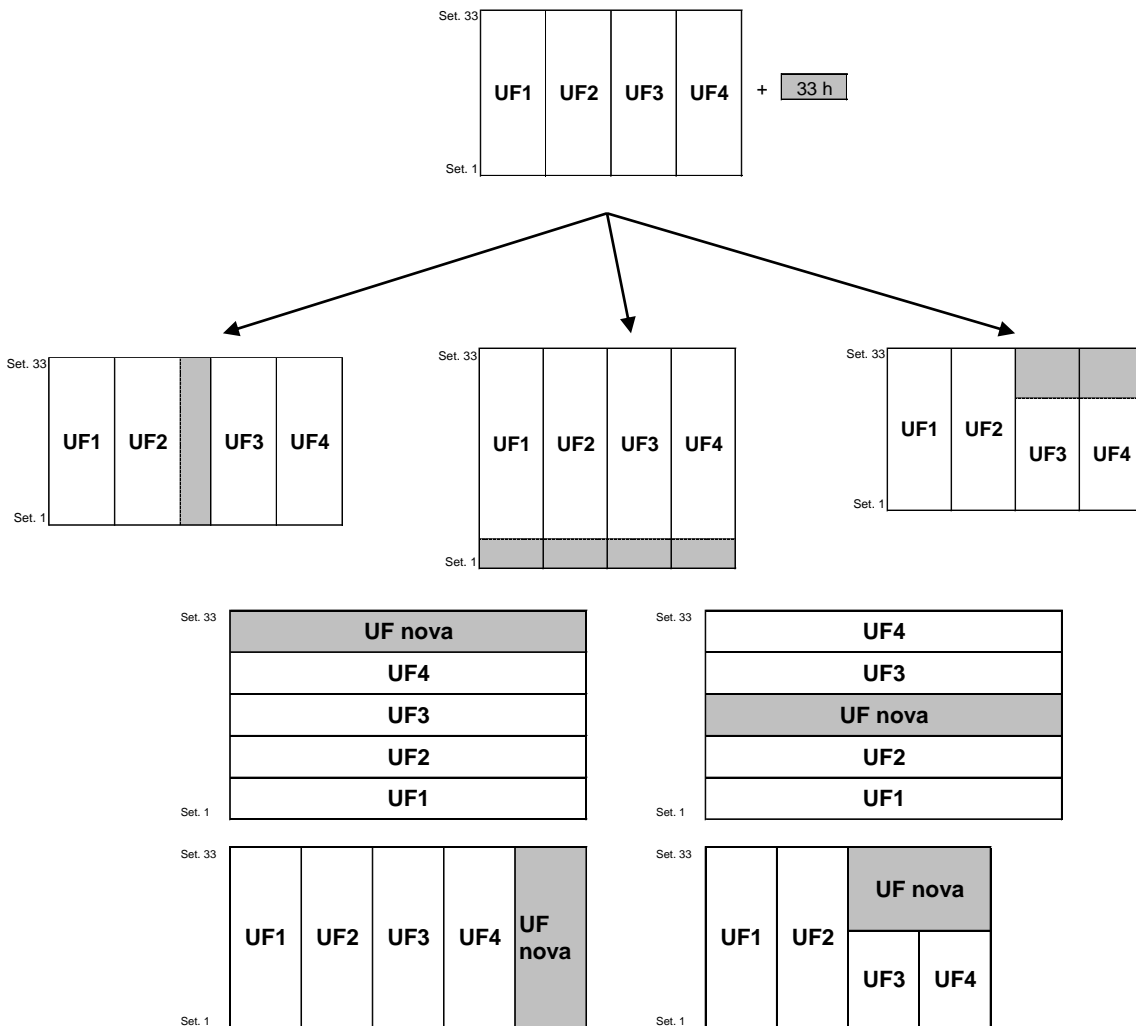 Set. 33
UF1 UF2 UF3 UF4 + 33 h
Set. 1
Set. 33
UF1 UF2 UF3 UF4
Set. 1
Set. 33
UF1 UF2 UF3 UF4
Set. 1
Set. 33
UF1 UF2
UF3 UF4
Set. 1
Set. 33
UF nova
UF4
UF3
UF2
UF1
Set. 1
Set. 33
UF4
UF3
UF nova
UF2
UF1
Set. 1
Set. 33
UF1 UF2 UF3 UF4 UF
nova
Set. 1
Set. 33
UF nova
UF1 UF2
UF3 UF4
Set. 1